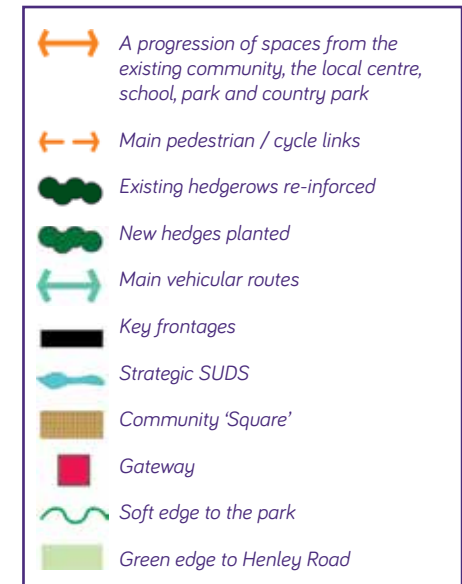 A progression of spaces from the
existing community, the local centre,
school, park and country park
Main pedestrian / cycle links
Existing hedgerows re-inforced
New hedges planted
Main vehicular routes
Key frontages
Strategic SUDS
Community ‘Square’
Gateway
Soft edge to the park
Green edge to Henley Road